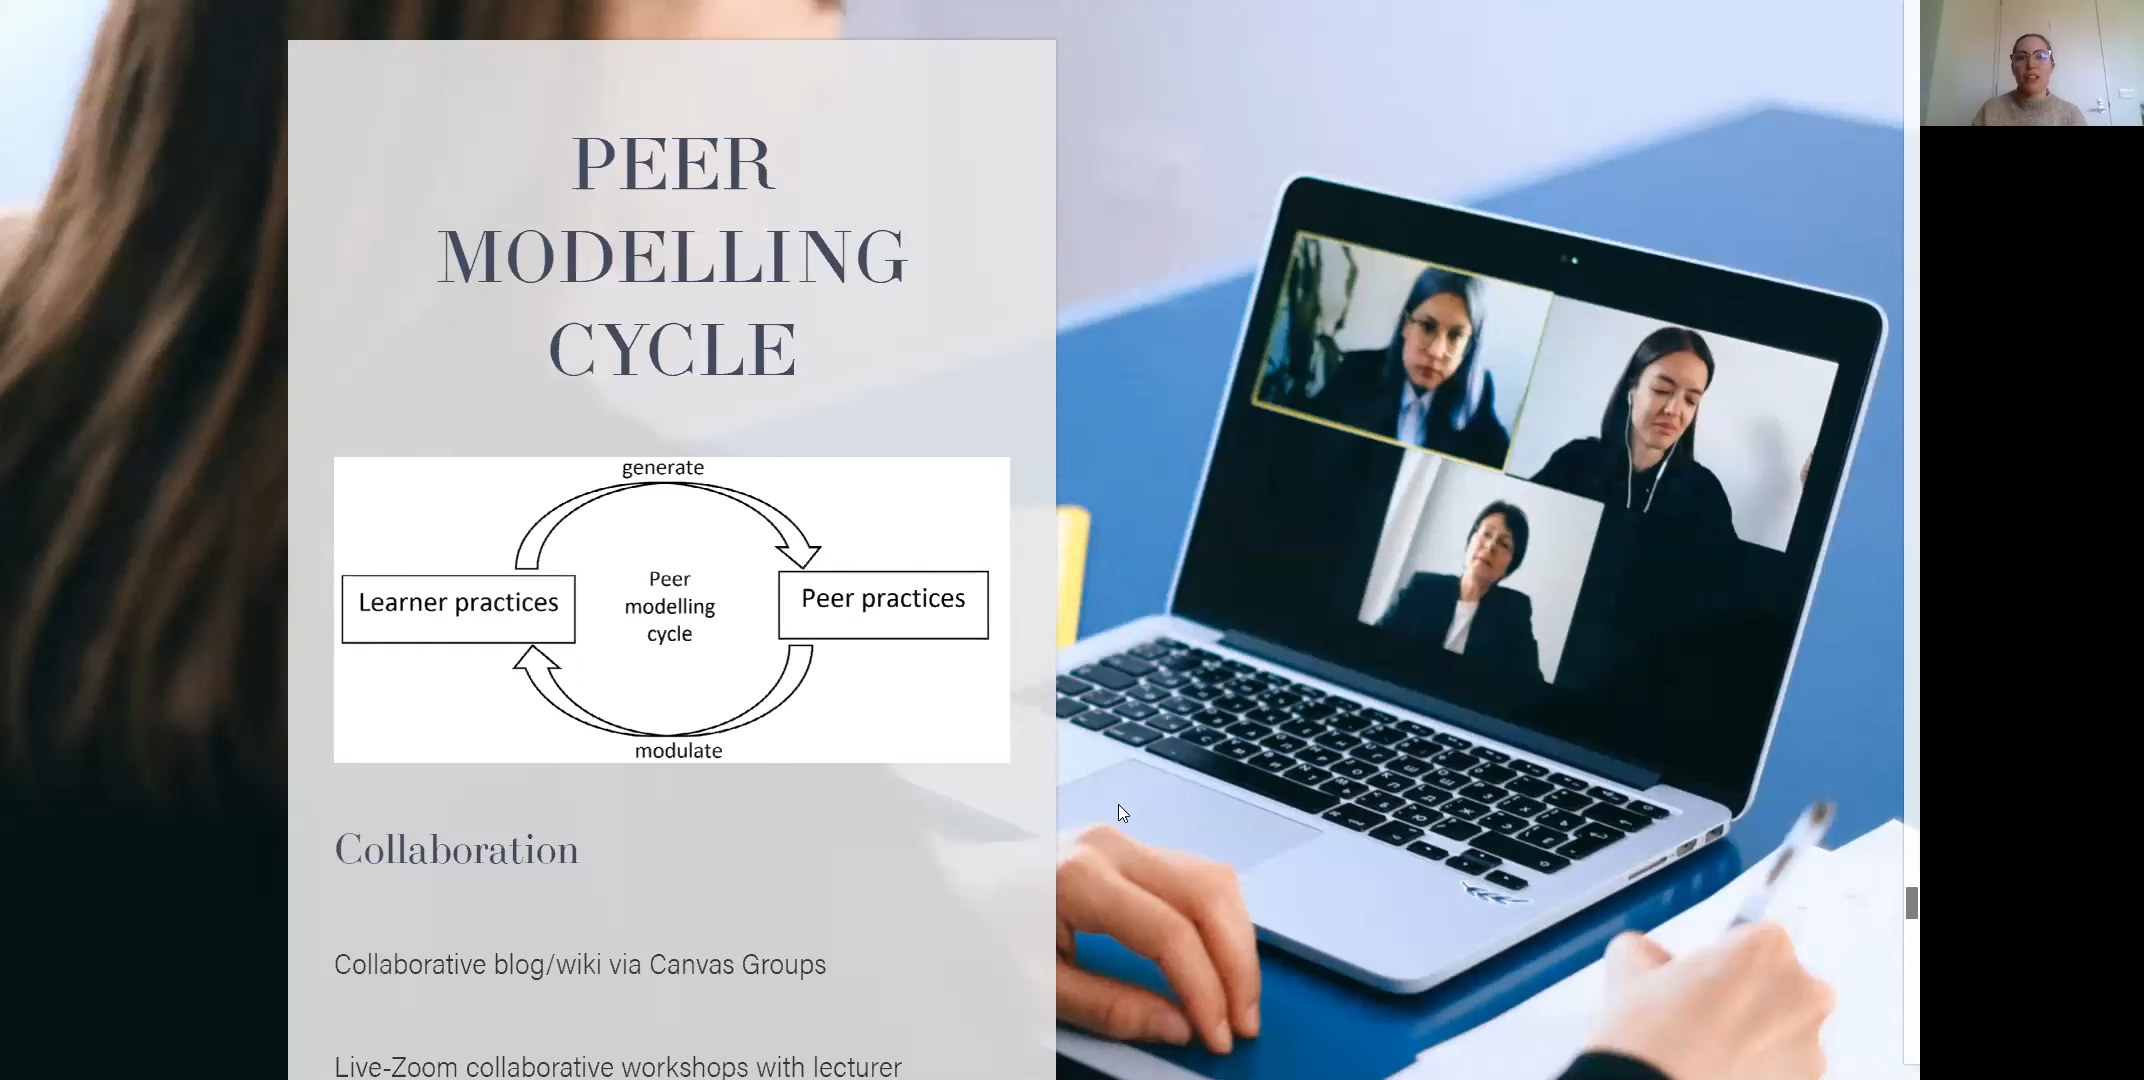 PEER
MODELLING
CYCLE
generate
Learner practices
Peer
modelling
cycle
Peer practices
modulate
Collaboration
Collaborative blog/wiki via Canvas Groups
Live-Zoom collaborative workshops with lecturer